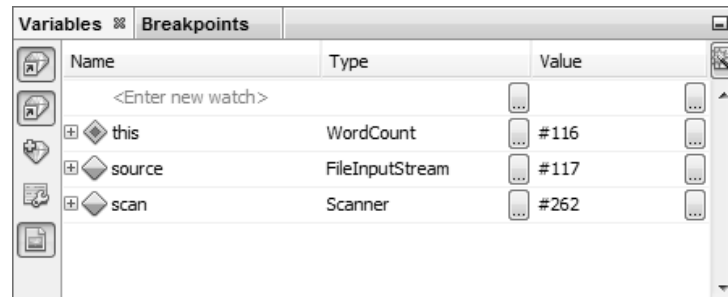 Variables Breakpoints
Name Type Value
<Enter new watch> ... ...
this WordCount ... #116 ...
source FileInputStream ... #117 ...
scan Scanner ... #262 ...